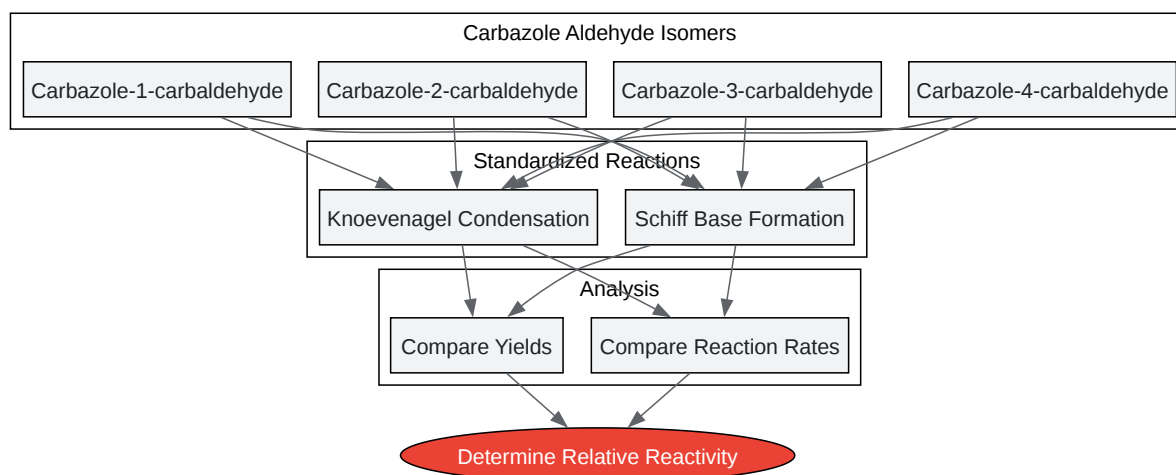 Carbazole Aldehyde Isomers
Carbazole-1-carbaldehyde
Carbazole-2-carbaldehyde
Carbazole-3-carbaldehyde
Carbazole-4-carbaldehyde
Standardized Reactions
Knoevenagel Condensation
Schiff Base Formation
Analysis
Compare Yields
Compare Reaction Rates
Determine Relative Reactivity